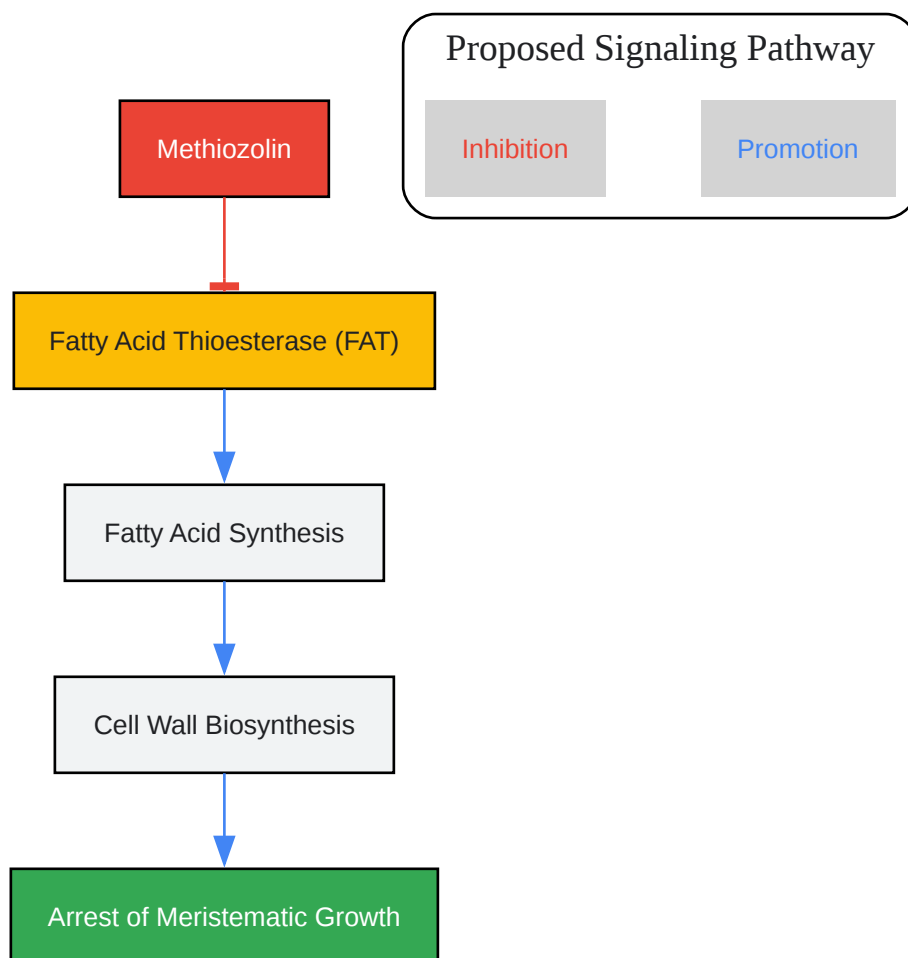 Proposed Signaling Pathway
Inhibition
Promotion
Methiozolin
Fatty Acid Thioesterase (FAT)
Fatty Acid Synthesis
Cell Wall Biosynthesis
Arrest of Meristematic Growth